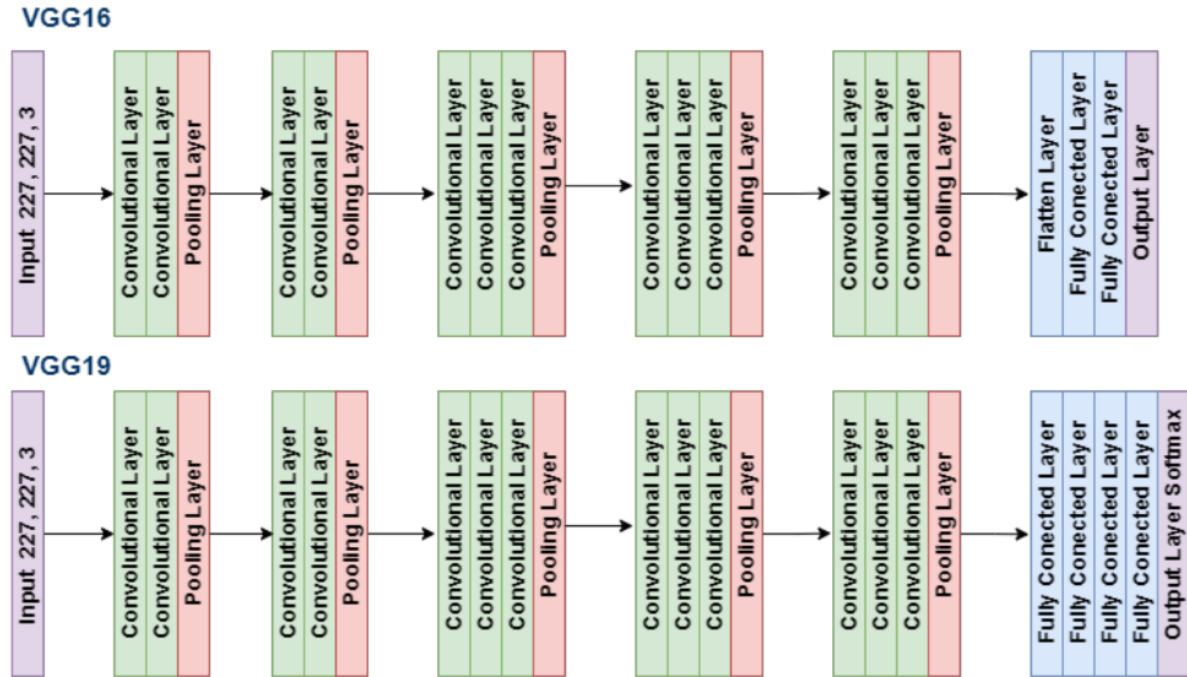 VGG16
Input 227, 227, 3
Convolutional Layer
Convolutional Layer
Pooling Layer
Convolutional Layer
Convolutional Layer
Pooling Layer
Convolutional Layer
Convolutional Layer
Convolutional Layer
Pooling Layer
Convolutional Layer
Convolutional Layer
Convolutional Layer
Pooling Layer
Convolutional Layer
Convolutional Layer
Convolutional Layer
Pooling Layer
Flatten Layer
Fully Conected Layer
Fully Conected Layer
Output Layer
VGG19
Input 227, 227, 3
Convolutional Layer
Convolutional Layer
Pooling Layer
Convolutional Layer
Convolutional Layer
Pooling Layer
Convolutional Layer
Convolutional Layer
Convolutional Layer
Pooling Layer
Convolutional Layer
Convolutional Layer
Convolutional Layer
Pooling Layer
Convolutional Layer
Convolutional Layer
Convolutional Layer
Pooling Layer
Fully Conected Layer
Fully Conected Layer
Fully Conected Layer
Fully Conected Layer
Output Layer Softmax